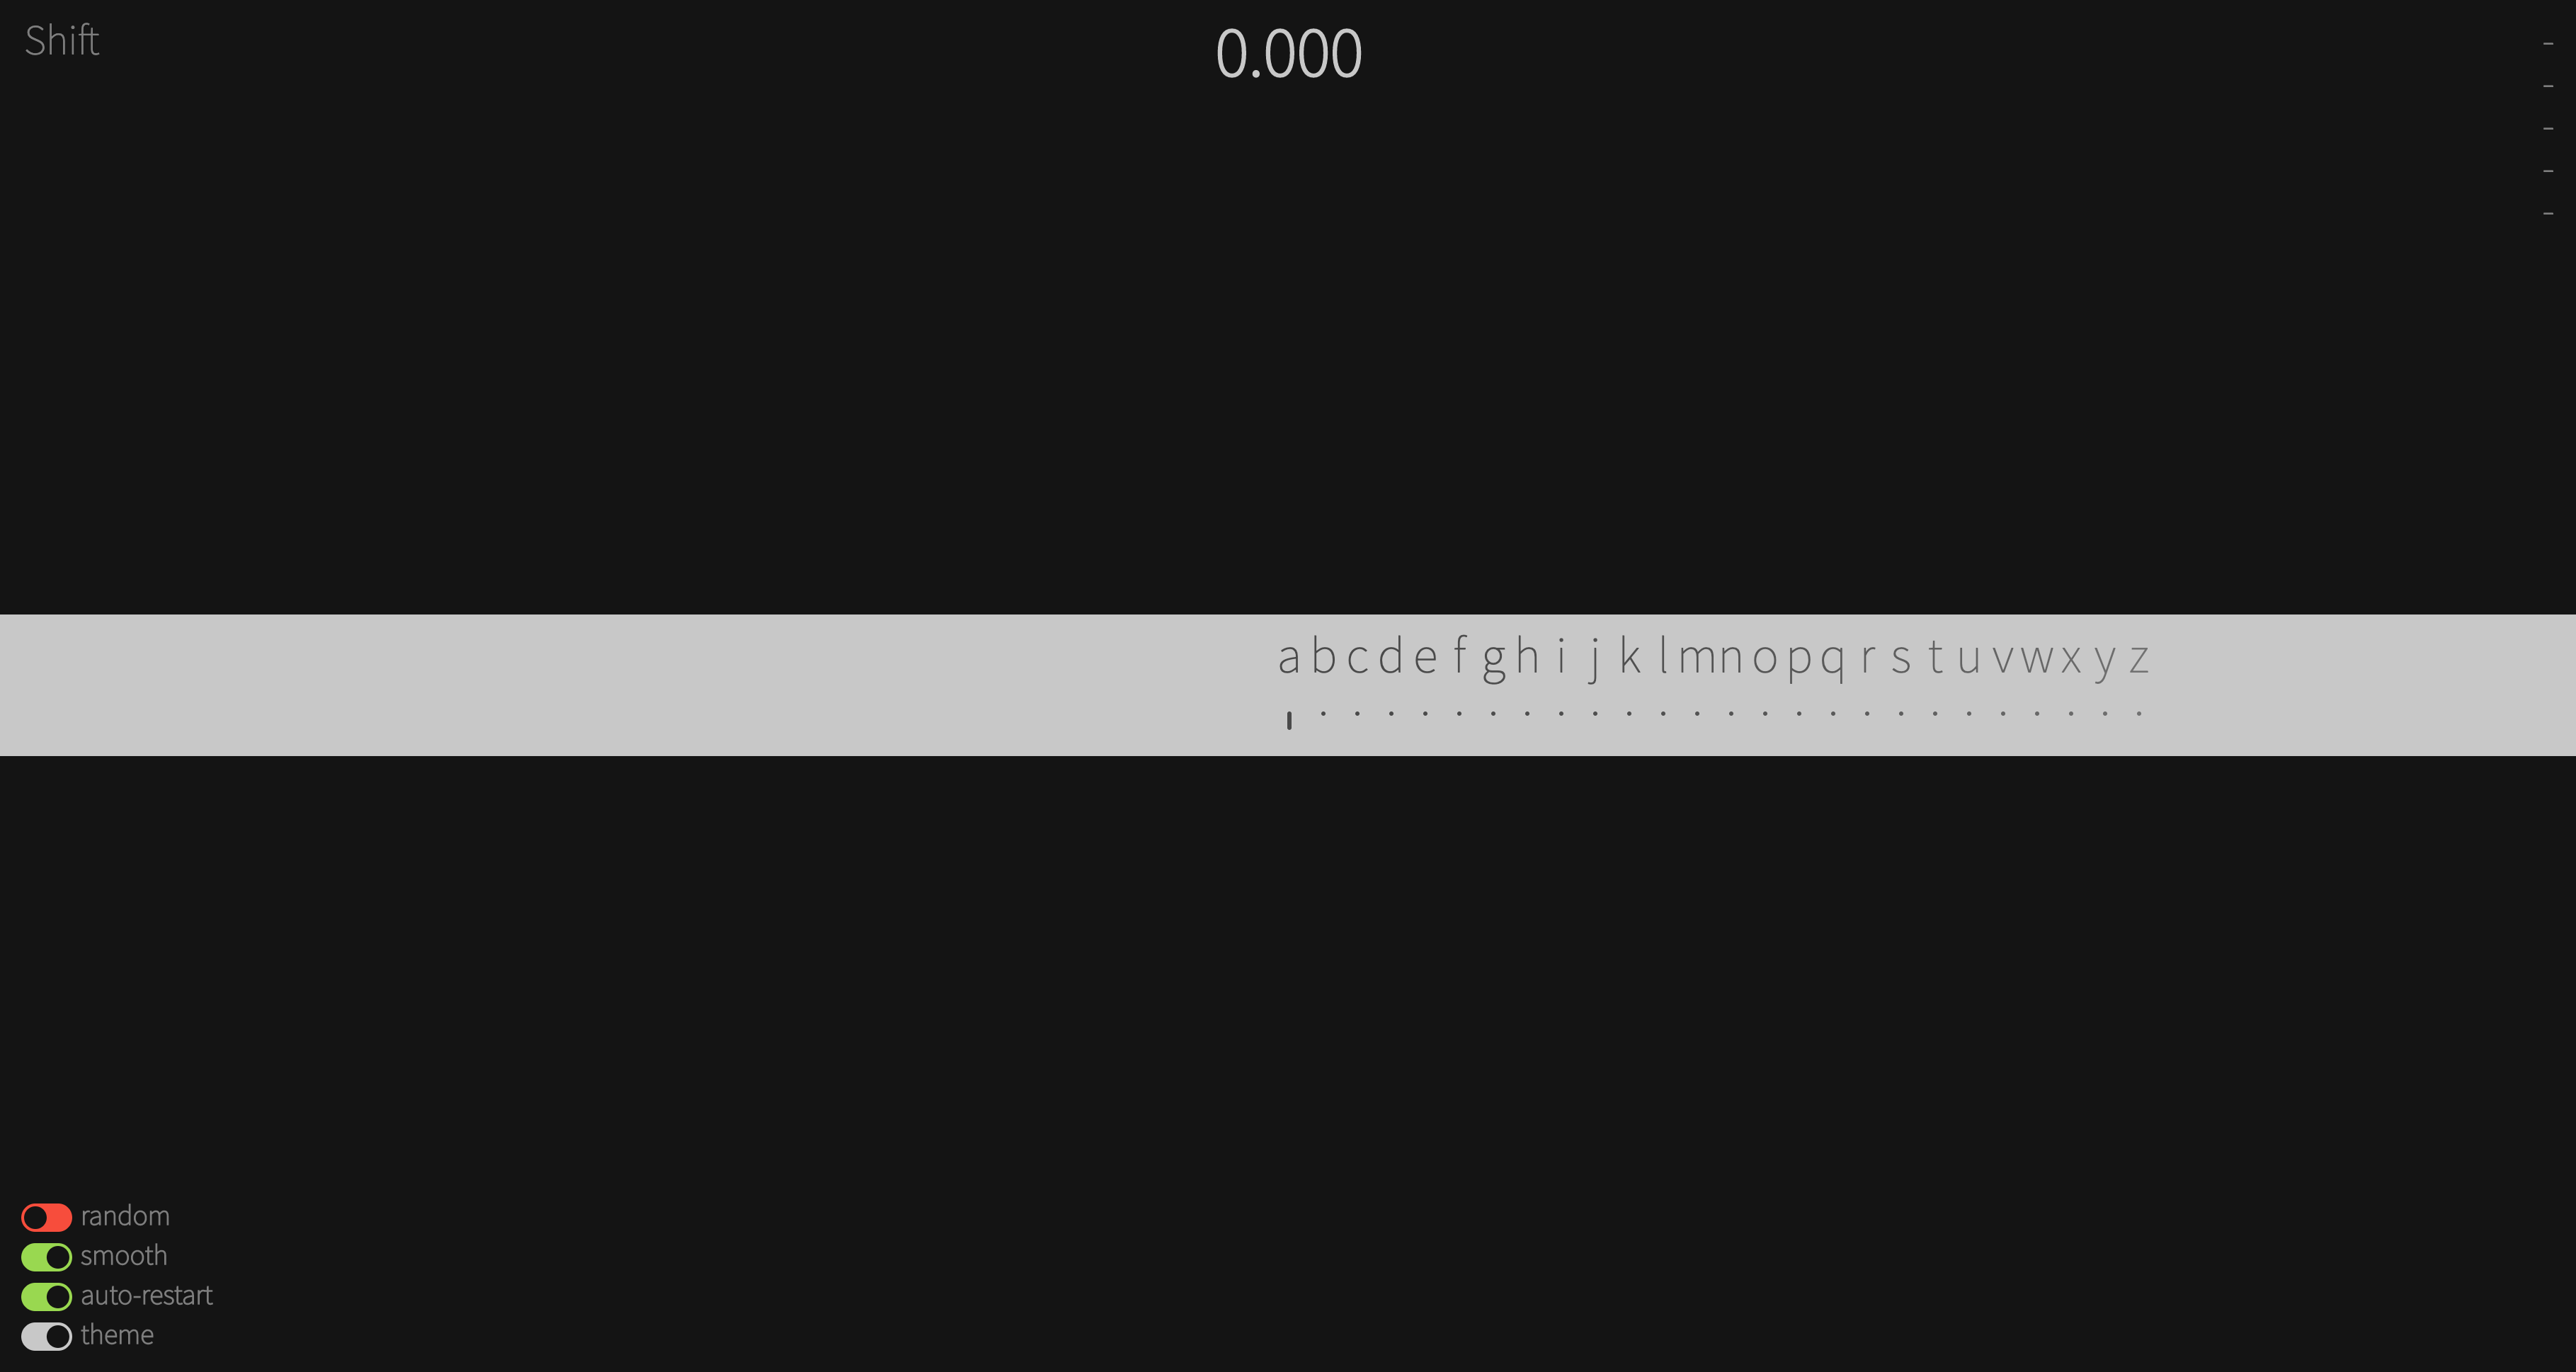 Shift
0.000
-
-
-
-
-
a b c d e f g h i j k l m n o p q r s t u v w x y z
random
smooth
auto-restart
theme